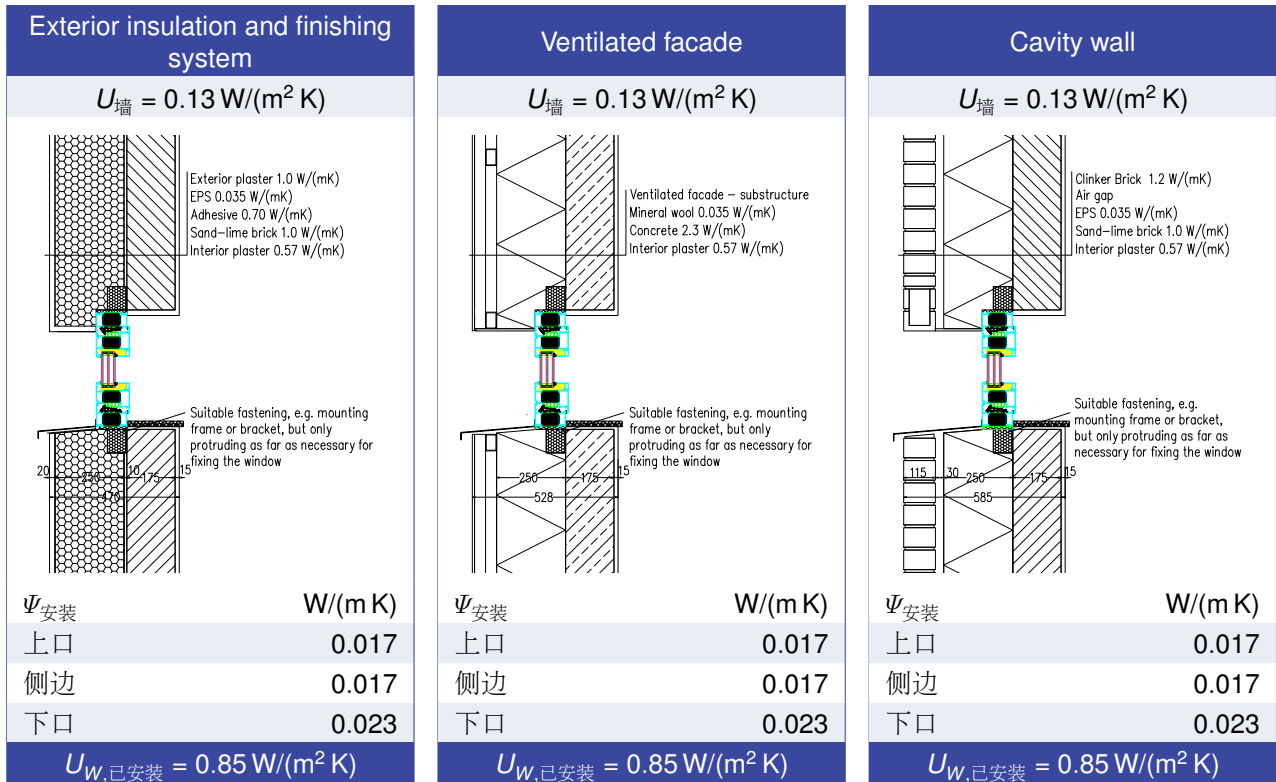 Exterior insulation and finishing
system
U墙 = 0.13 W/(m² K)
Exterior plaster 1.0 W/(mK)
EPS 0.035 W/(mK)
Adhesive 0.70 W/(mK)
Sand-lime brick 1.0 W/(mK)
Interior plaster 0.57 W/(mK)
Suitable fastening, e.g. mounting
frame or bracket, but only
protruding as far as necessary for
fixing the window
20 250 10 175 15
470
Ψ安装 W/(m K)
上口 0.017
侧边 0.017
下口 0.023
UW,已安装 = 0.85 W/(m² K)
Ventilated facade
U墙 = 0.13 W/(m² K)
Ventilated facade – substructure
Mineral wool 0.035 W/(mK)
Concrete 2.3 W/(mK)
Interior plaster 0.57 W/(mK)
Suitable fastening, e.g. mounting
frame or bracket, but only
protruding as far as necessary for
fixing the window
250 175 15
528
Ψ安装 W/(m K)
上口 0.017
侧边 0.017
下口 0.023
UW,已安装 = 0.85 W/(m² K)
Cavity wall
U墙 = 0.13 W/(m² K)
Clinker Brick 1.2 W/(mK)
Air gap
EPS 0.035 W/(mK)
Sand-lime brick 1.0 W/(mK)
Interior plaster 0.57 W/(mK)
Suitable fastening, e.g.
mounting frame or bracket,
but only protruding as far as
necessary for fixing the window
115 30 250 175 15
585
Ψ安装 W/(m K)
上口 0.017
侧边 0.017
下口 0.023
UW,已安装 = 0.85 W/(m² K)